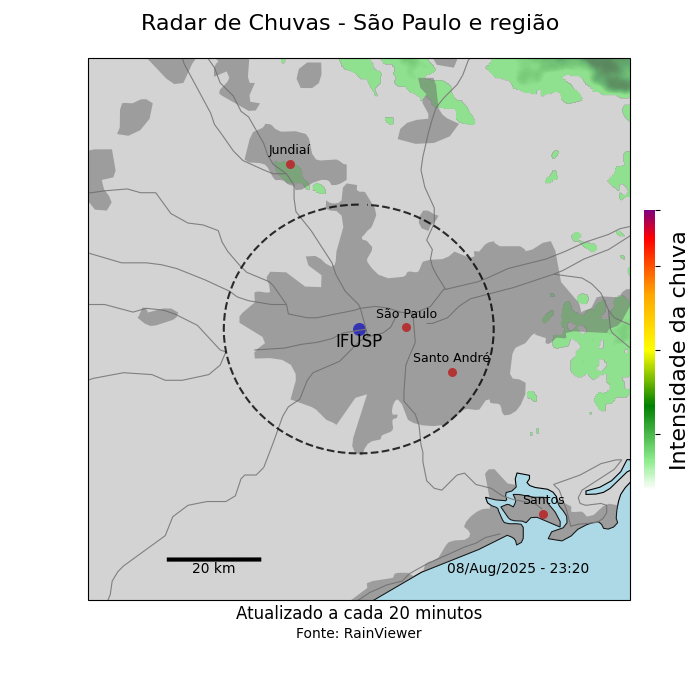 Radar de Chuvas - São Paulo e região
Jundiaí
São Paulo
IFUSP
Santo André
Intensidade da chuva
Santos
20 km
08/Aug/2025 - 23:20
Atualizado a cada 20 minutos
Fonte: RainViewer